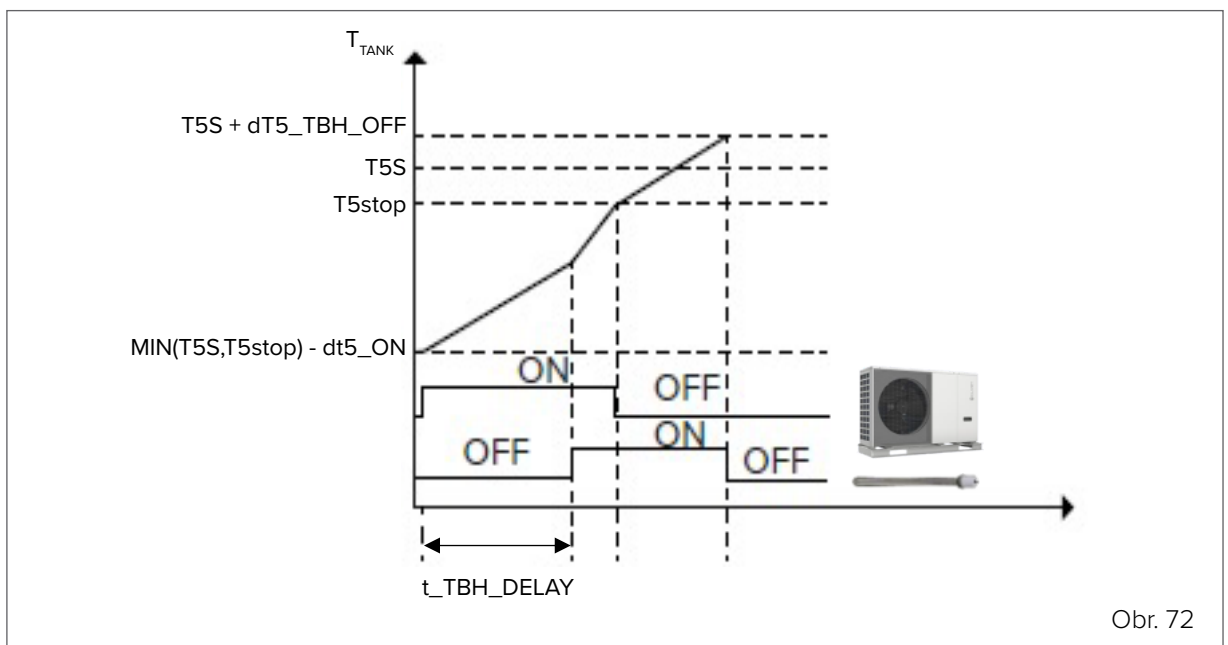 T_TANK
T5S + dT5_TBH_OFF
T5S
T5stop
MIN(T5S,T5stop) - dt5_ON
ON
OFF
OFF
ON
OFF
t_TBH_DELAY
Obr. 72